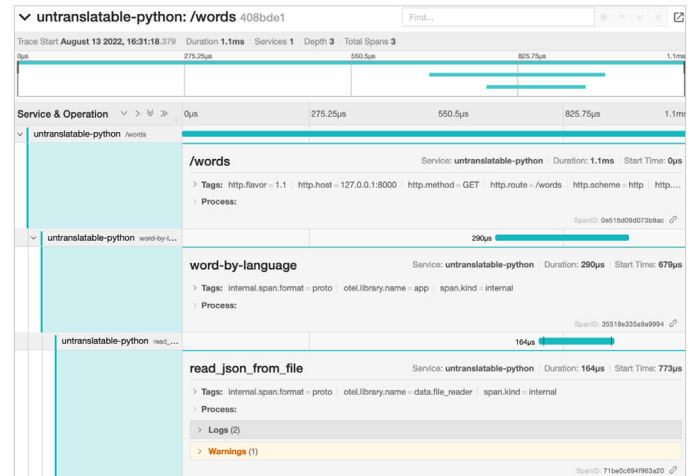 untranslatable-python: /words 408bde1
Find...
Trace Start August 13 2022, 16:31:18.379 Duration 1.1ms Services 1 Depth 3 Total Spans 3
0µs 275.25µs 550.5µs 825.75µs 1.1ms
Service & Operation 0µs 275.25µs 550.5µs 825.75µs 1.1ms
untranslatable-python /words
/words Service: untranslatable-python Duration: 1.1ms Start Time: 0µs
Tags: http.flavor = 1.1 http.host = 127.0.0.1:8000 http.method = GET http.route = /words http.scheme = http http....
Process:
SpanID: 0e515d09d073b9ac
untranslatable-python word-by-l... 290µs
word-by-language Service: untranslatable-python Duration: 290µs Start Time: 679µs
Tags: internal.span.format = proto otel.library.name = app span.kind = internal
Process:
SpanID: 35518e335a9a9994
untranslatable-python read_... 164µs
read_json_from_file Service: untranslatable-python Duration: 164µs Start Time: 773µs
Tags: internal.span.format = proto otel.library.name = data.file_reader span.kind = internal
Process:
Logs (2)
Warnings (1)
SpanID: 71be0c694f963a20